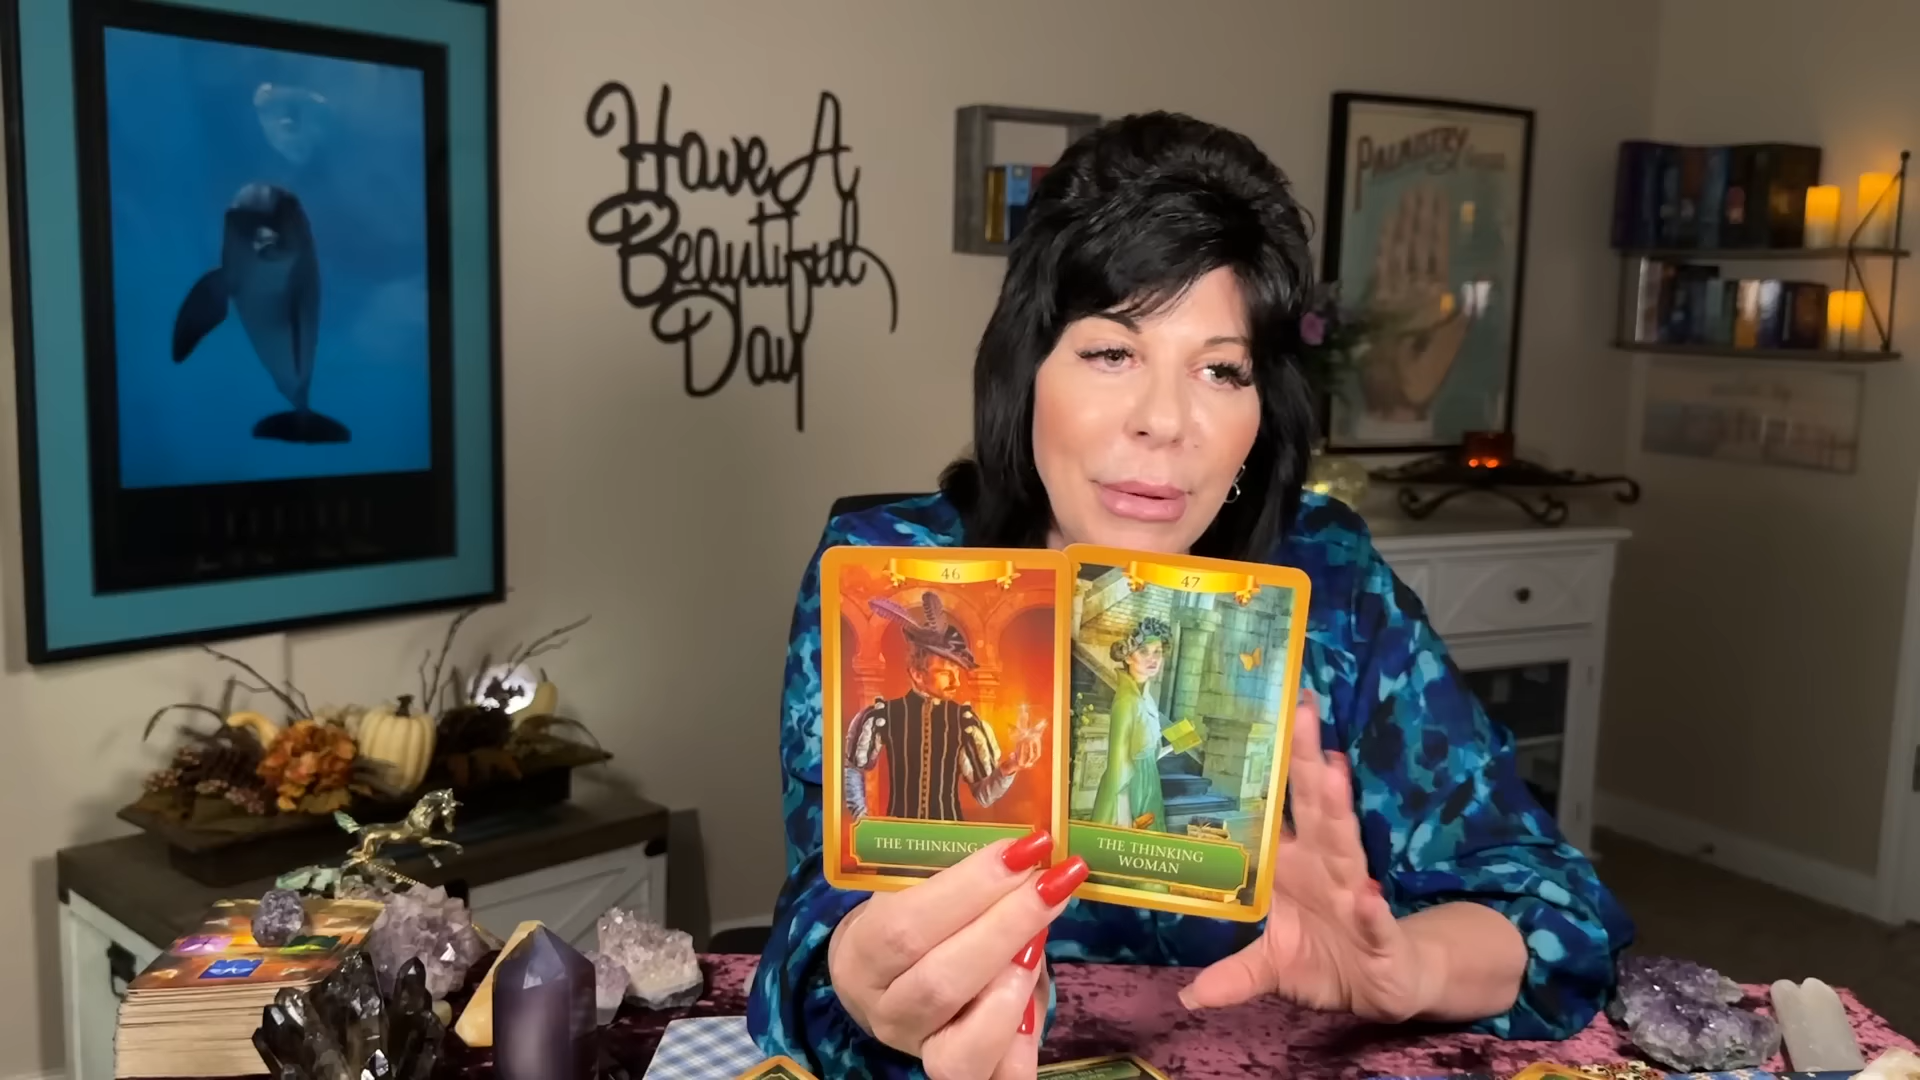 Have A
Beautiful
Day
PALMISTRY
46
47
THE THINKING
THE THINKING
WOMAN